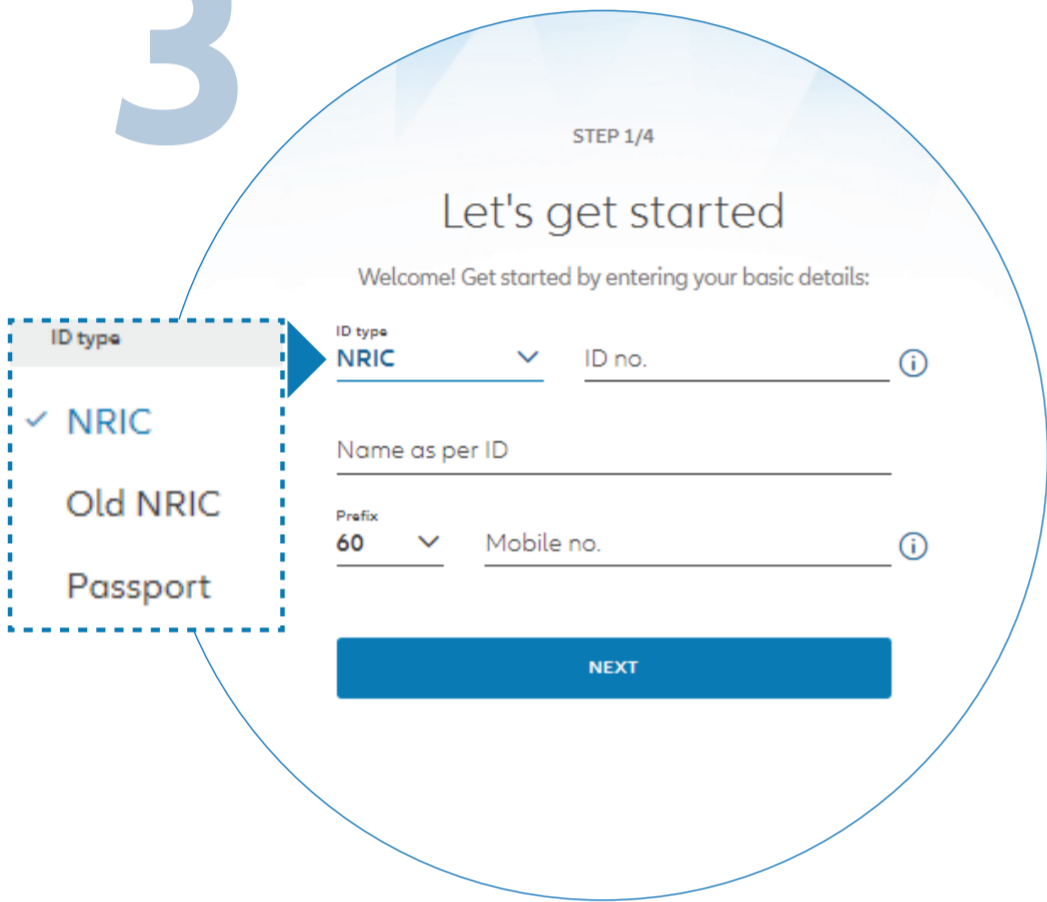 3
STEP 1/4
Let's get started
Welcome! Get started by entering your basic details:
ID type
NRIC
Old NRIC
Passport
ID type
NRIC
ID no.
Name as per ID
Prefix
60
Mobile no.
NEXT